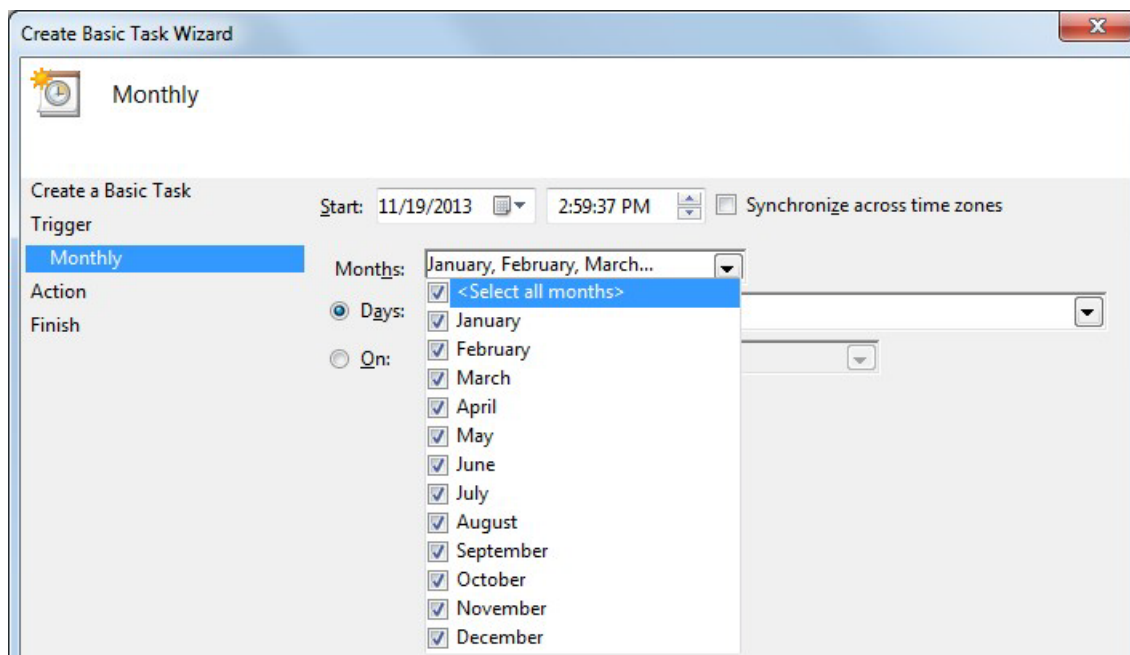 Create Basic Task Wizard
Monthly
Create a Basic Task
Trigger
Monthly
Action
Finish
Start: 11/19/2013 2:59:37 PM Synchronize across time zones
Months: January, February, March...
<Select all months>
Days:
January
February
On:
March
April
May
June
July
August
September
October
November
December